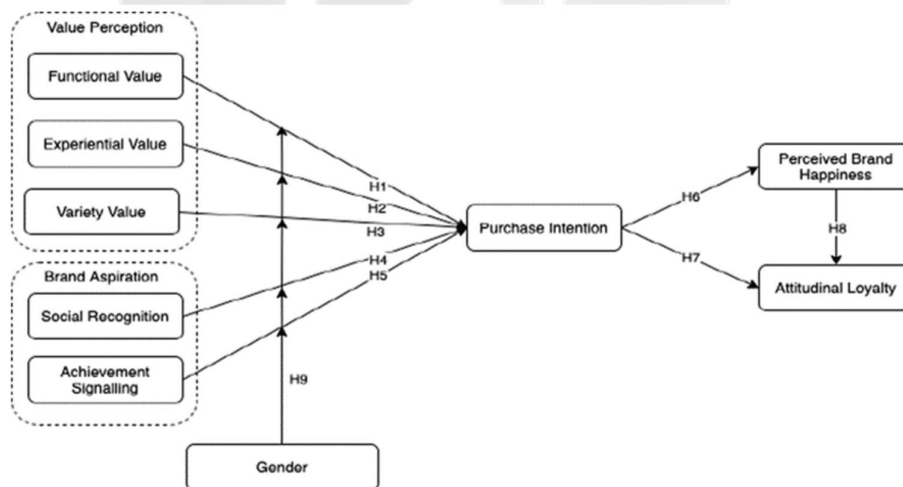 Value Perception
Functional Value
Experiential Value
Variety Value
Brand Aspiration
Social Recognition
Achievement
Signalling
Gender
H1
H2
H3
H4
H5
H9
Purchase Intention
H6
H7
Perceived Brand
Happiness
H8
Attitudinal Loyalty